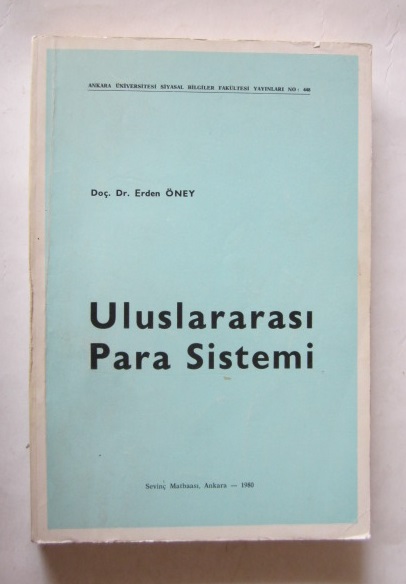 ANKARA ÜNİVERSİTESİ SİYASAL BİLGİLER FAKÜLTESİ YAYINLARI NO: 448
Doç. Dr. Erden ÖNEY
Uluslararası
Para Sistemi
Sevinç Matbaası, Ankara — 1980